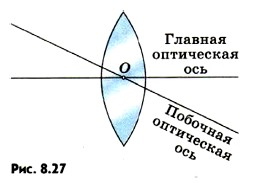 Главная
оптическая
ось
O
Побочная
оптическая
ось
Рис. 8.27